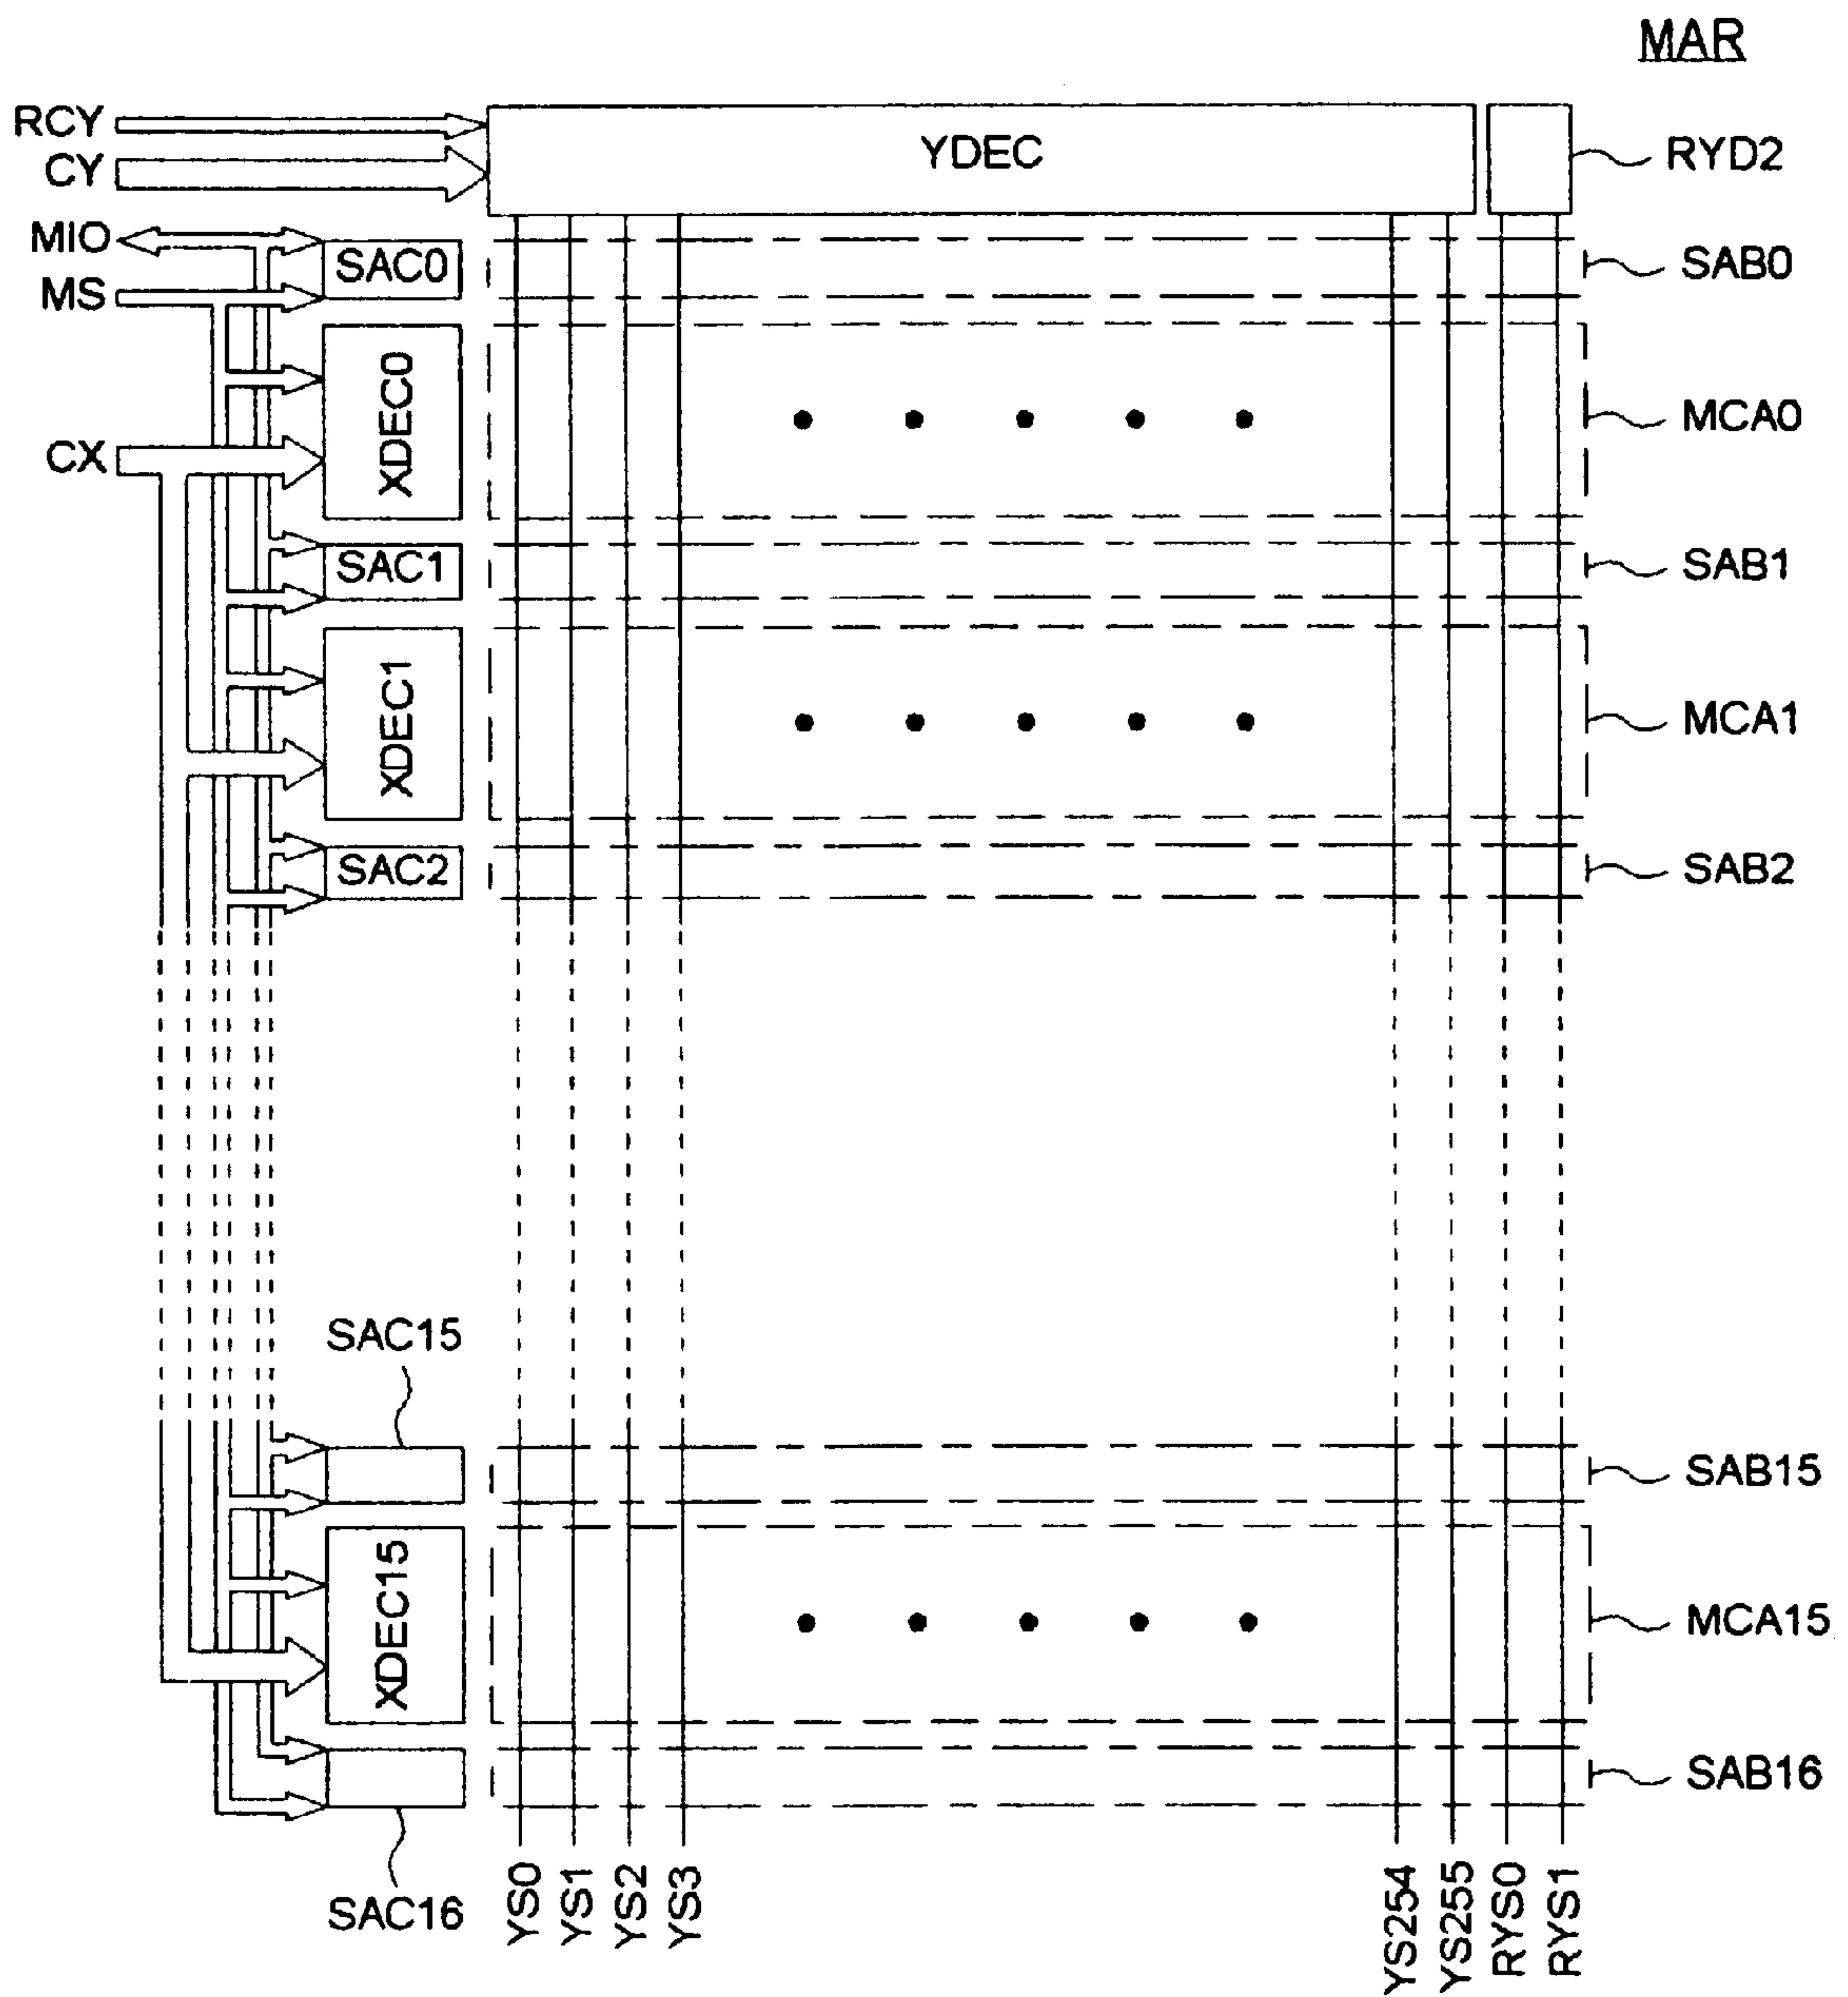 MAR
RCY
YDEC
RYD2
CY
MIO
SAC0
SAB0
MS
XDEC0
MCA0
CX
SAC1
SAB1
XDEC1
MCA1
SAC2
SAB2
SAC15
SAB15
XDEC15
MCA15
SAB16
SAC16
YS0
YS1
YS2
YS3
YS254
YS255
RYS0
RYS1